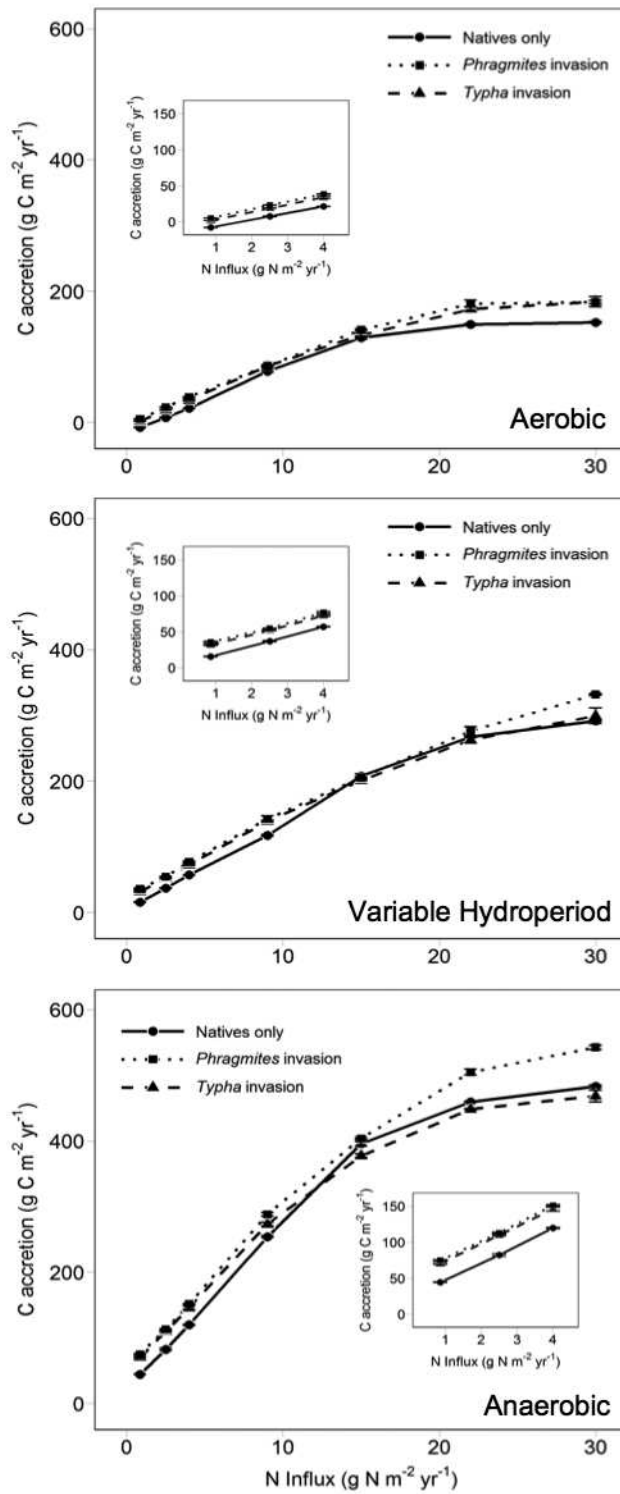 600
400
200
0
C accretion (g C m⁻² yr⁻¹)
Natives only
Phragmites invasion
Typha invasion
150
100
50
0
C accretion (g C m⁻² yr⁻¹)
1 2 3 4
N Influx (g N m⁻² yr⁻¹)
Aerobic
0 10 20 30
600
400
200
0
C accretion (g C m⁻² yr⁻¹)
Natives only
Phragmites invasion
Typha invasion
150
100
50
0
C accretion (g C m⁻² yr⁻¹)
1 2 3 4
N Influx (g N m⁻² yr⁻¹)
Variable Hydroperiod
0 10 20 30
600
400
200
0
C accretion (g C m⁻² yr⁻¹)
Natives only
Phragmites invasion
Typha invasion
150
100
50
0
C accretion (g C m⁻² yr⁻¹)
1 2 3 4
N Influx (g N m⁻² yr⁻¹)
Anaerobic
0 10 20 30
N Influx (g N m⁻² yr⁻¹)